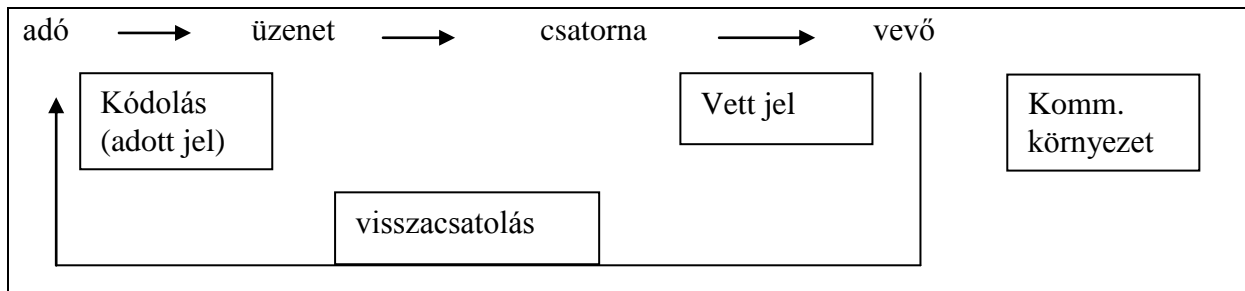 adó üzenet csatorna vevő
Kódolás
(adott jel)
Vett jel
Komm.
környezet
visszacsatolás